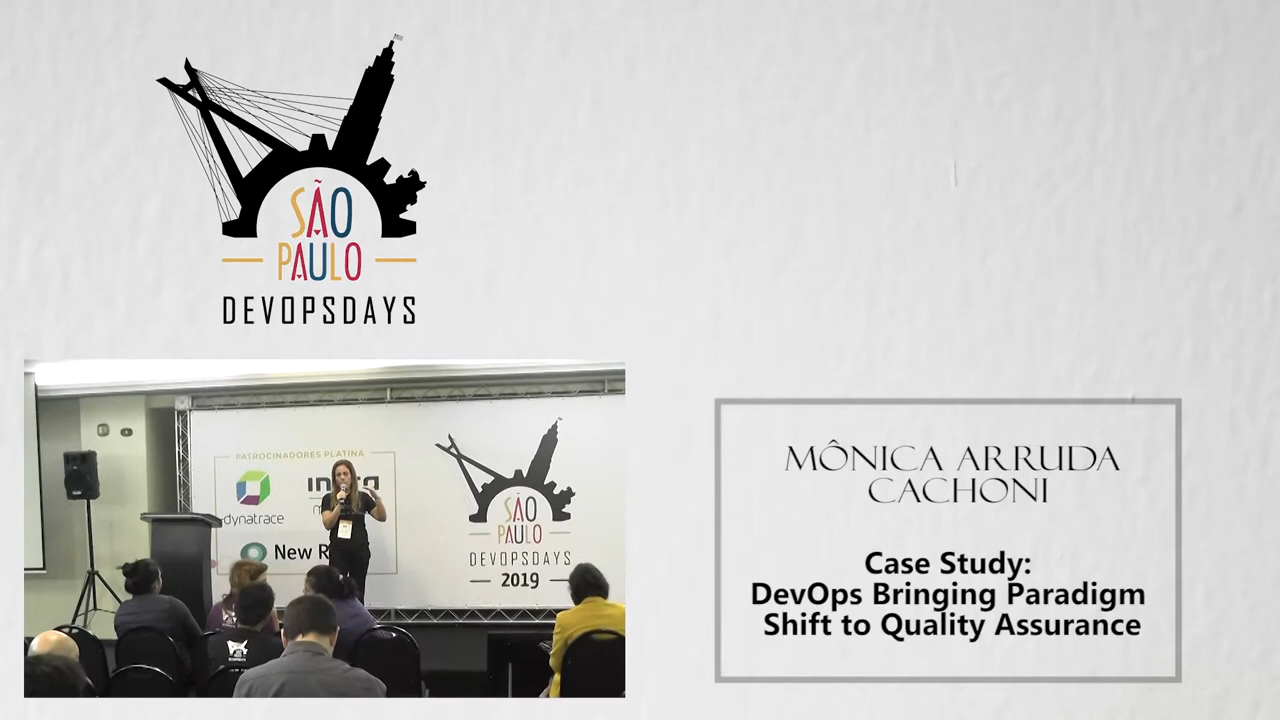 SÃO
PAULO
DEVOPSDAYS
PATROCINADORES PLATINA
dynatrace
New R
SÃO
PAULO
DEVOPSDAYS
2019
MÔNICA ARRUDA
CACHONI
Case Study:
DevOps Bringing Paradigm
Shift to Quality Assurance